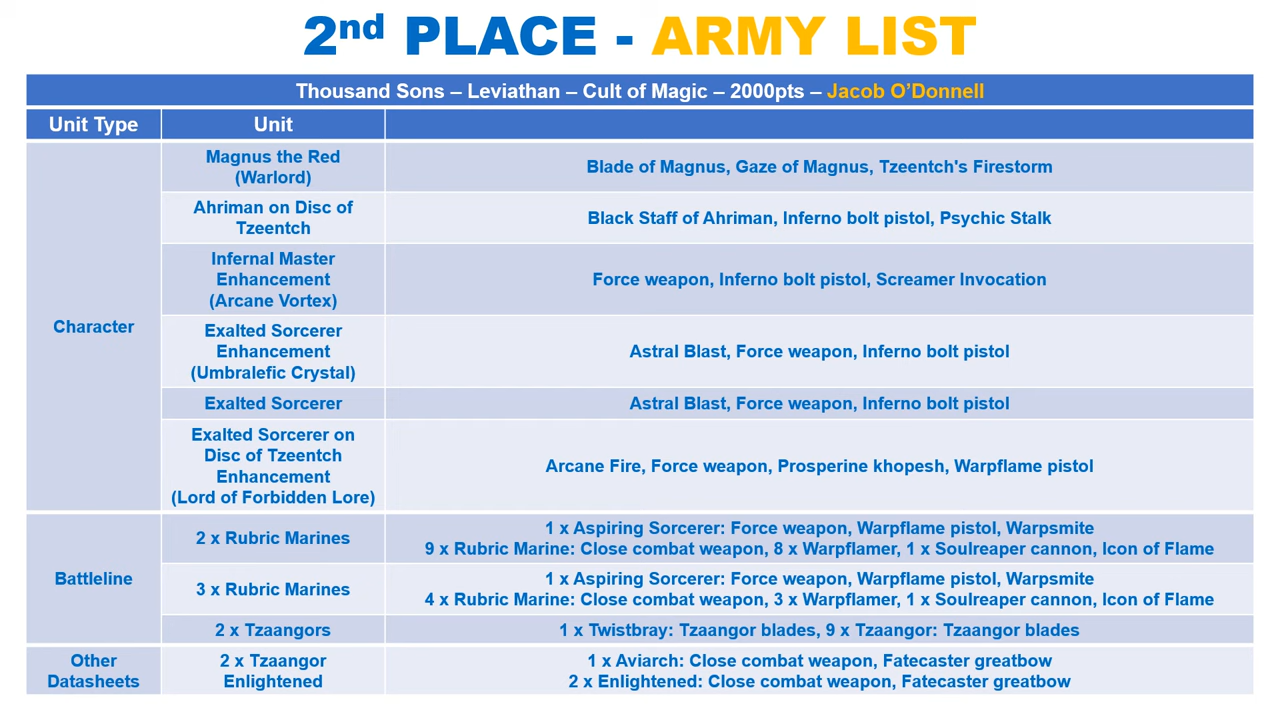 2nd PLACE - ARMY LIST
Thousand Sons – Leviathan – Cult of Magic – 2000pts – Jacob O’Donnell
Unit Type
Unit
Character
Magnus the Red
(Warlord)
Blade of Magnus, Gaze of Magnus, Tzeentch's Firestorm
Ahriman on Disc of
Tzeentch
Black Staff of Ahriman, Inferno bolt pistol, Psychic Stalk
Infernal Master
Enhancement
(Arcane Vortex)
Force weapon, Inferno bolt pistol, Screamer Invocation
Exalted Sorcerer
Enhancement
(Umbralefic Crystal)
Astral Blast, Force weapon, Inferno bolt pistol
Exalted Sorcerer
Astral Blast, Force weapon, Inferno bolt pistol
Exalted Sorcerer on
Disc of Tzeentch
Enhancement
(Lord of Forbidden Lore)
Arcane Fire, Force weapon, Prosperine khopesh, Warpflame pistol
Battleline
2 x Rubric Marines
1 x Aspiring Sorcerer: Force weapon, Warpflame pistol, Warpsmite
9 x Rubric Marine: Close combat weapon, 8 x Warpflamer, 1 x Soulreaper cannon, Icon of Flame
3 x Rubric Marines
1 x Aspiring Sorcerer: Force weapon, Warpflame pistol, Warpsmite
4 x Rubric Marine: Close combat weapon, 3 x Warpflamer, 1 x Soulreaper cannon, Icon of Flame
2 x Tzaangors
1 x Twistbray: Tzaangor blades, 9 x Tzaangor: Tzaangor blades
Other
Datasheets
2 x Tzaangor
Enlightened
1 x Aviarch: Close combat weapon, Fatecaster greatbow
2 x Enlightened: Close combat weapon, Fatecaster greatbow